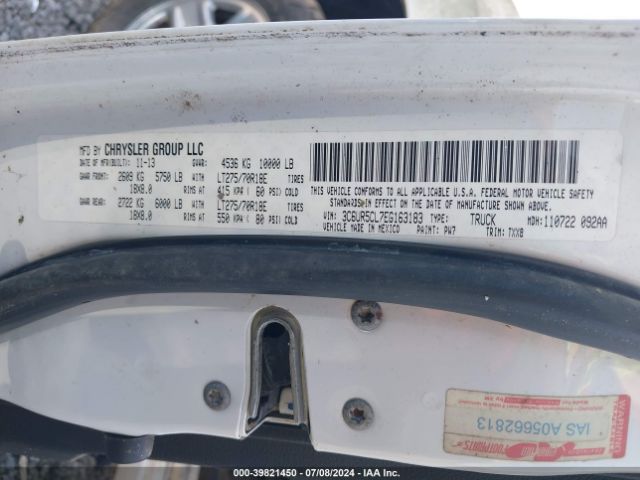 MFD BY CHRYSLER GROUP LLC
DATE OF MFR(BUILT): 11-13 GVWR: 4536 KG 10000 LB
GAWR FRONT: 2609 KG 5750 LB WITH LT275/70R18E TIRES
18X8.0 RIMS AT 415 KPA ( 60 PSI) COLD
GAWR REAR: 2722 KG 6000 LB WITH LT275/70R18E TIRES
18X8.0 RIMS AT 550 KPA ( 80 PSI) COLD
THIS VEHICLE CONFORMS TO ALL APPLICABLE U.S.A. FEDERAL MOTOR VEHICLE SAFETY
STANDARDS IN EFFECT ON THE DATE OF MANUFACTURE SHOWN ABOVE.
VIN: 3C6UR5CL7EG163183 TYPE: TRUCK MDH: 110722 092AA
VEHICLE MADE IN MEXICO PAINT: PW7 TRIM: TXX8
WARNING
IAS A05662813
FOOTPRINTS
000-39821450 - 07/08/2024 - IAA Inc.